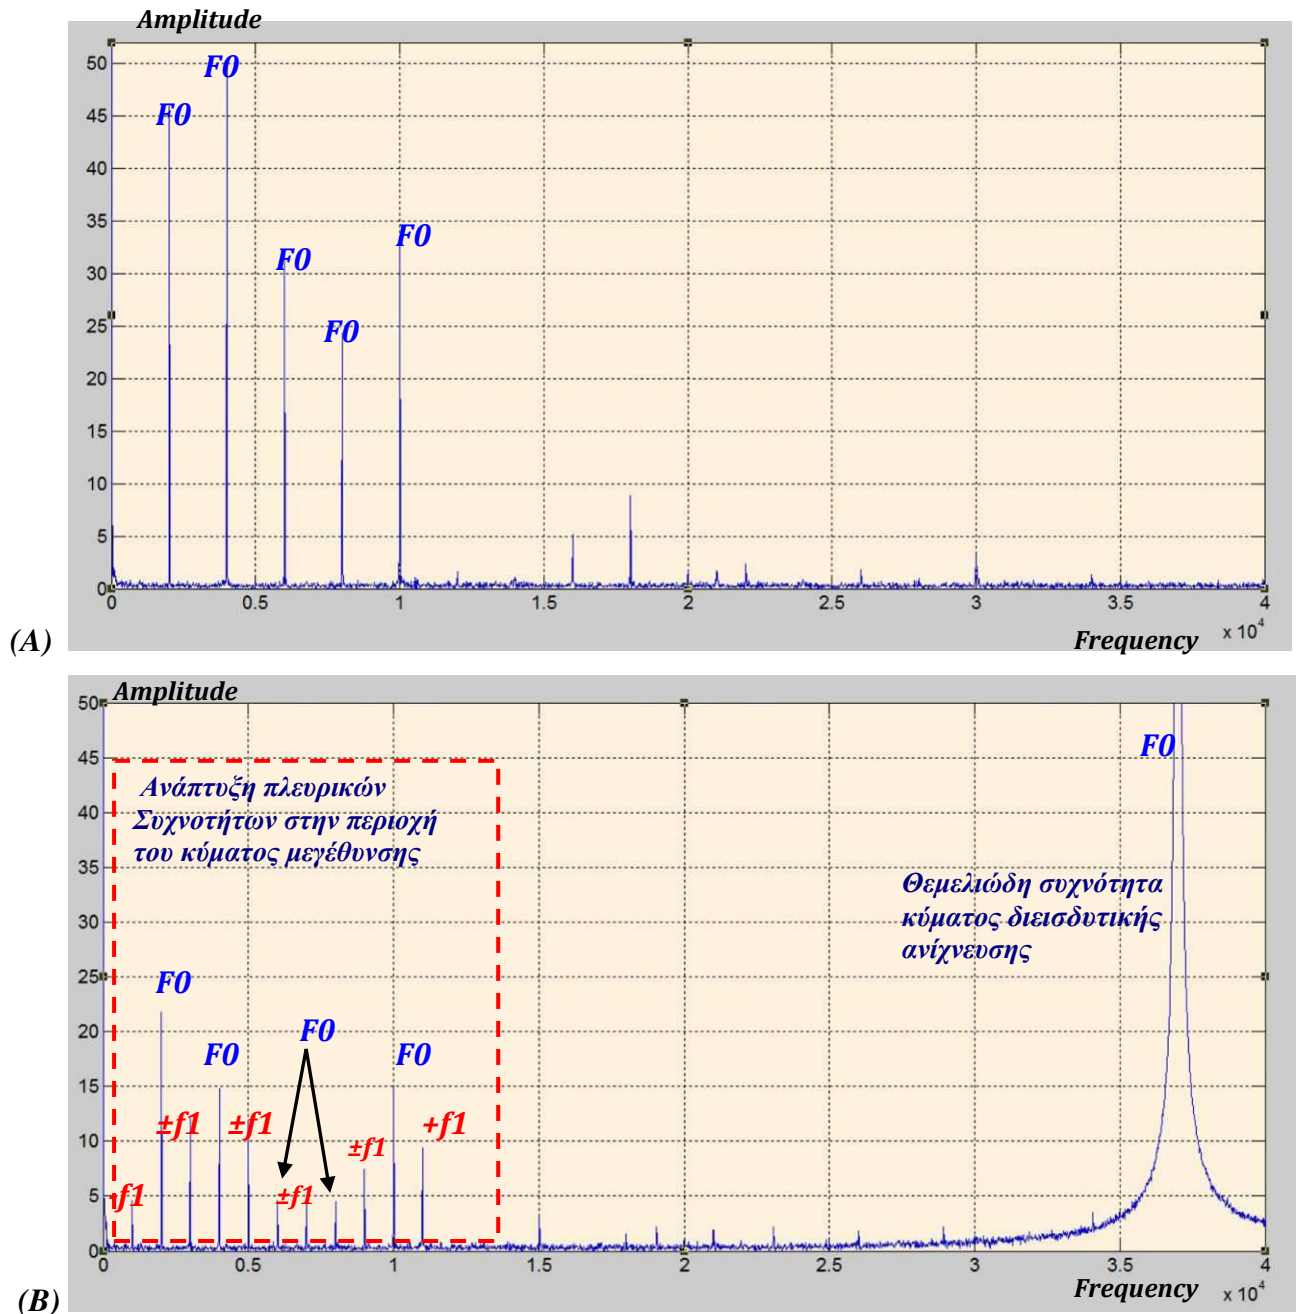 Amplitude
50
45
40
35
30
25
20
15
10
5
0
F0
F0
F0
F0
F0
0 0.5 1 1.5 2 2.5 3 3.5 4
x 10^4
Frequency
(A)
Amplitude
50
45
40
35
30
25
20
15
10
5
0
Ανάπτυξη πλευρικών
Συχνοτήτων στην περιοχή
του κύματος μεγέθυνσης
F0
Θεμελιώδη συχνότητα
κύματος διεισδυτικής
ανίχνευσης
F0
F0
F0
F0
-f1
±f1
±f1
±f1
±f1
+f1
0 0.5 1 1.5 2 2.5 3 3.5 4
x 10^4
Frequency
(B)